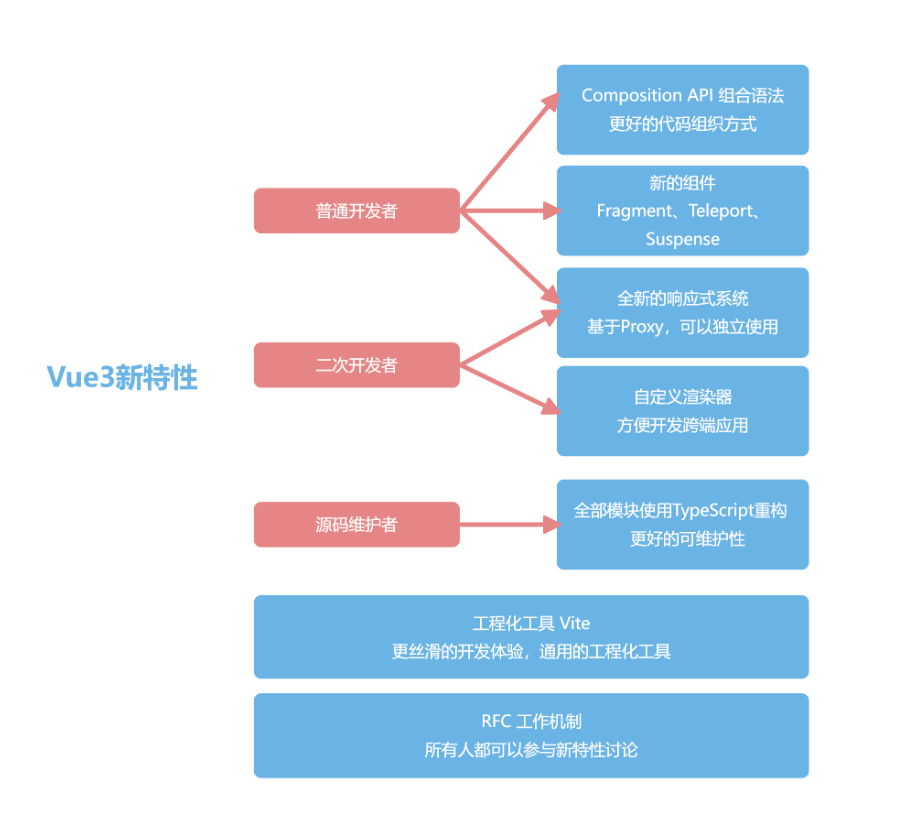 Vue3新特性
普通开发者
Composition API 组合语法
更好的代码组织方式
新的组件
Fragment、Teleport、
Suspense
全新的响应式系统
基于Proxy，可以独立使用
二次开发者
自定义渲染器
方便开发跨端应用
源码维护者
全部模块使用TypeScript重构
更好的可维护性
工程化工具 Vite
更丝滑的开发体验，通用的工程化工具
RFC 工作机制
所有人都可以参与新特性讨论